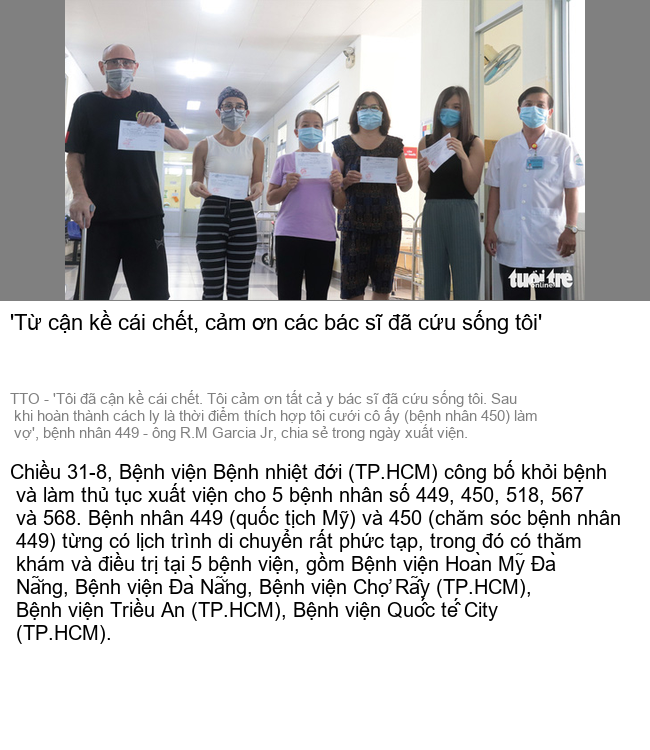 tuổi trẻ
online
'Từ cận kề cái chết, cảm ơn các bác sĩ đã cứu sống tôi'
TTO - 'Tôi đã cận kề cái chết. Tôi cảm ơn tất cả y bác sĩ đã cứu sống tôi. Sau
khi hoàn thành cách ly là thời điểm thích hợp tôi cưới cô ấy (bệnh nhân 450) làm
vợ', bệnh nhân 449 - ông R.M Garcia Jr, chia sẻ trong ngày xuất viện.
Chiều 31-8, Bệnh viện Bệnh nhiệt đới (TP.HCM) công bố khỏi bệnh
và làm thủ tục xuất viện cho 5 bệnh nhân số 449, 450, 518, 567
và 568. Bệnh nhân 449 (quốc tịch Mỹ) và 450 (chăm sóc bệnh nhân
449) từng có lịch trình di chuyển rất phức tạp, trong đó có thăm
khám và điều trị tại 5 bệnh viện, gồm Bệnh viện Hoàn Mỹ Đà
Nẵng, Bệnh viện Đà Nẵng, Bệnh viện Chợ Rẫy (TP.HCM),
Bệnh viện Triều An (TP.HCM), Bệnh viện Quốc tế City
(TP.HCM).